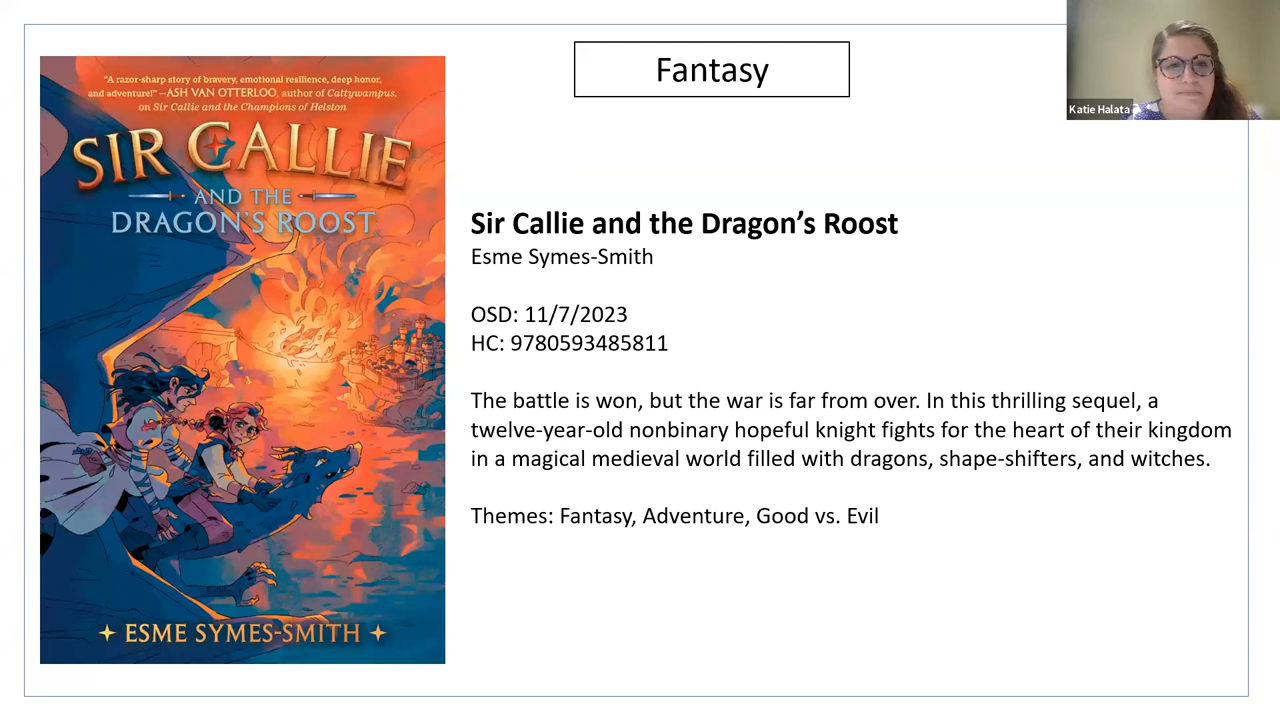 "A razor-sharp story of bravery, emotional resilience, deep honor,
and adventure!" —ASH VAN OTTERLOO, author of Cattywampus,
on Sir Callie and the Champions of Helston
SIR CALLIE
AND THE
DRAGON'S ROOST
ESME SYMES-SMITH
Fantasy
Katie Halata
Sir Callie and the Dragon’s Roost
Esme Symes-Smith
OSD: 11/7/2023
HC: 9780593485811
The battle is won, but the war is far from over. In this thrilling sequel, a
twelve-year-old nonbinary hopeful knight fights for the heart of their kingdom
in a magical medieval world filled with dragons, shape-shifters, and witches.
Themes: Fantasy, Adventure, Good vs. Evil